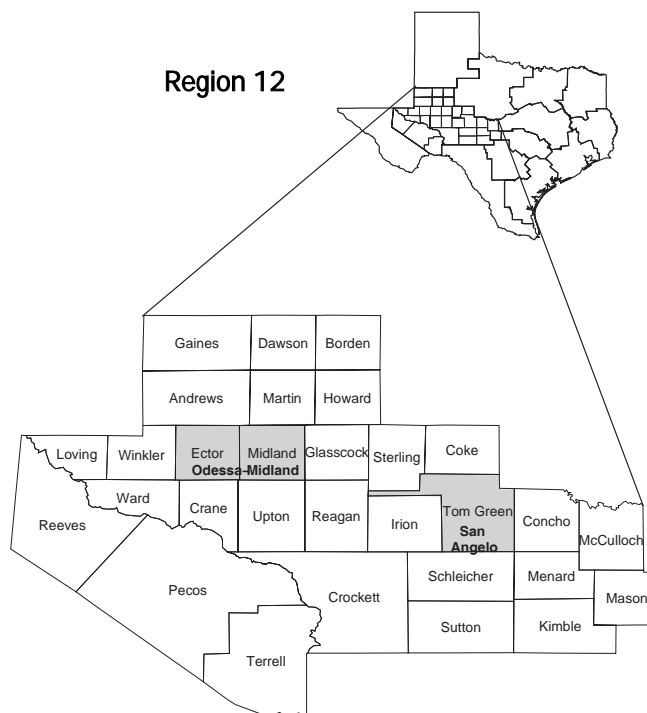 Region 12
Gaines
Dawson
Borden
Andrews
Martin
Howard
Loving
Winkler
Ector
Midland
Odessa-Midland
Glasscock
Sterling
Coke
Reeves
Ward
Crane
Upton
Reagan
Irion
Tom Green
San
Angelo
Concho
McCulloch
Pecos
Crockett
Schleicher
Menard
Mason
Sutton
Kimble
Terrell